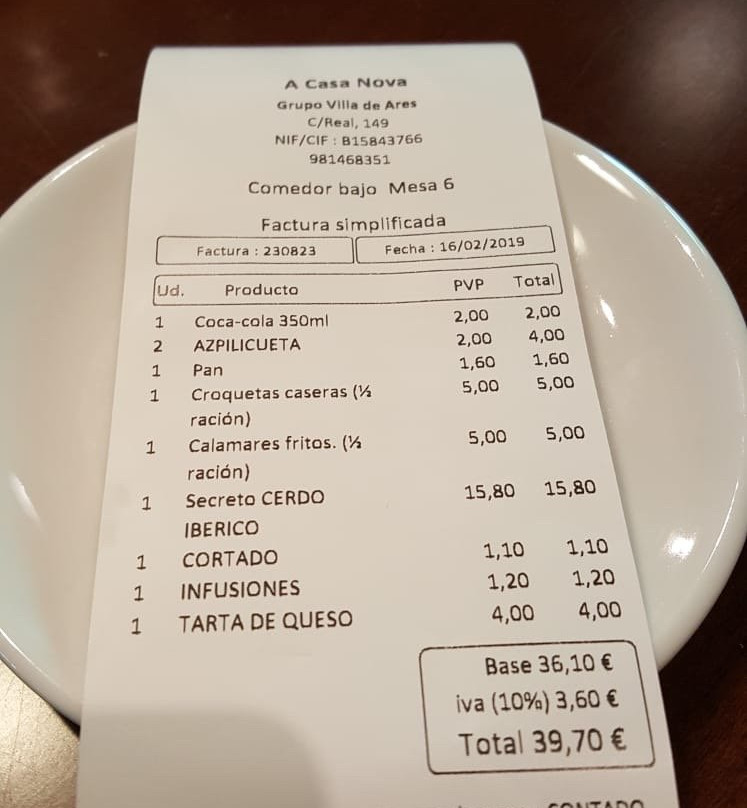 A Casa Nova
Grupo Villa de Ares
C/Real, 149
NIF/CIF : B15843766
981468351
Comedor bajo Mesa 6
Factura simplificada
Factura : 230823 Fecha : 16/02/2019
Ud. Producto PVP Total
1 Coca-cola 350ml 2,00 2,00
2 AZPILICUETA 2,00 4,00
1 Pan 1,60 1,60
1 Croquetas caseras (½ 5,00 5,00
ración)
1 Calamares fritos. (½ 5,00 5,00
ración)
1 Secreto CERDO 15,80 15,80
IBERICO
1 CORTADO 1,10 1,10
1 INFUSIONES 1,20 1,20
1 TARTA DE QUESO 4,00 4,00
Base 36,10 €
iva (10%) 3,60 €
Total 39,70 €
CONTADO